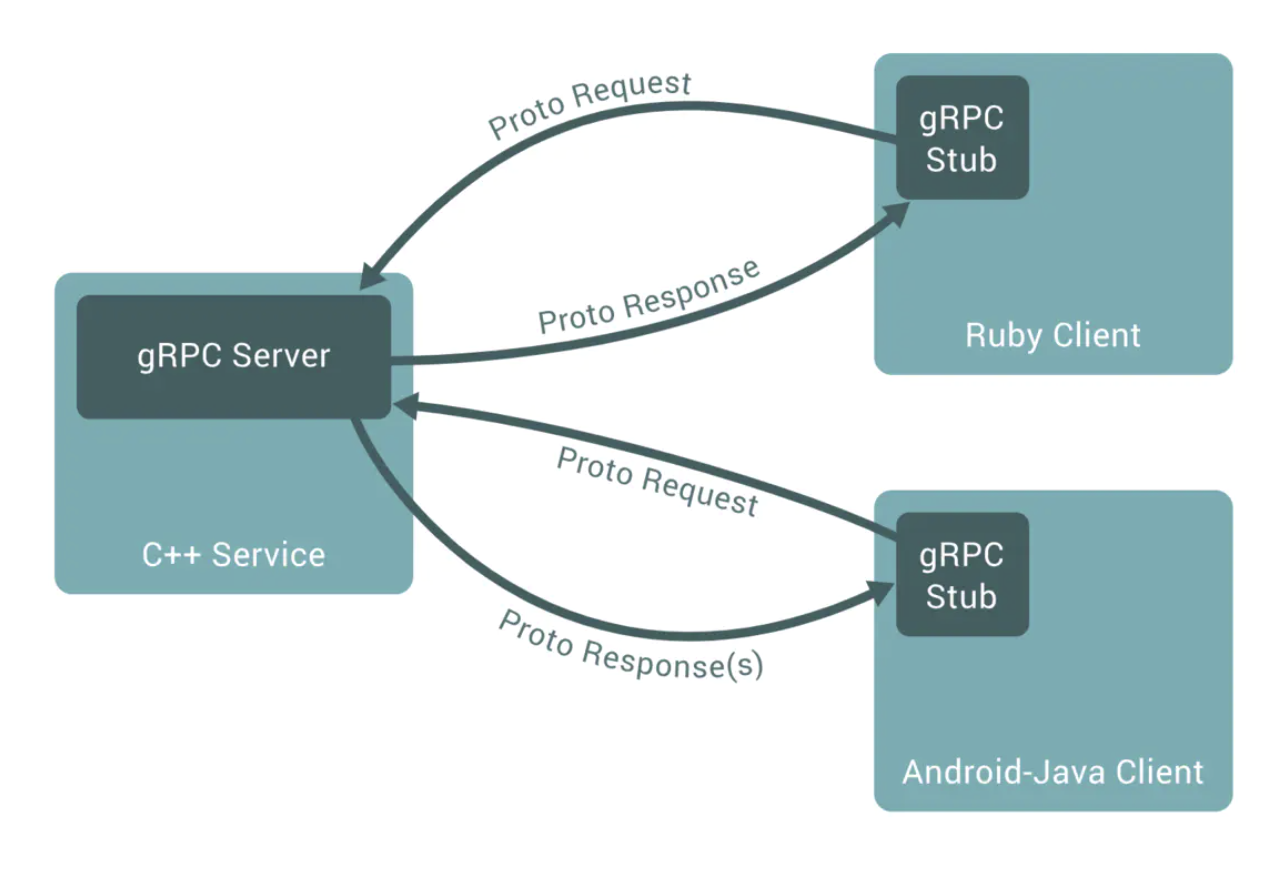 Proto Request
gRPC
Stub
Proto Response
Ruby Client
gRPC Server
C++ Service
Proto Request
gRPC
Stub
Proto Response(s)
Android-Java Client